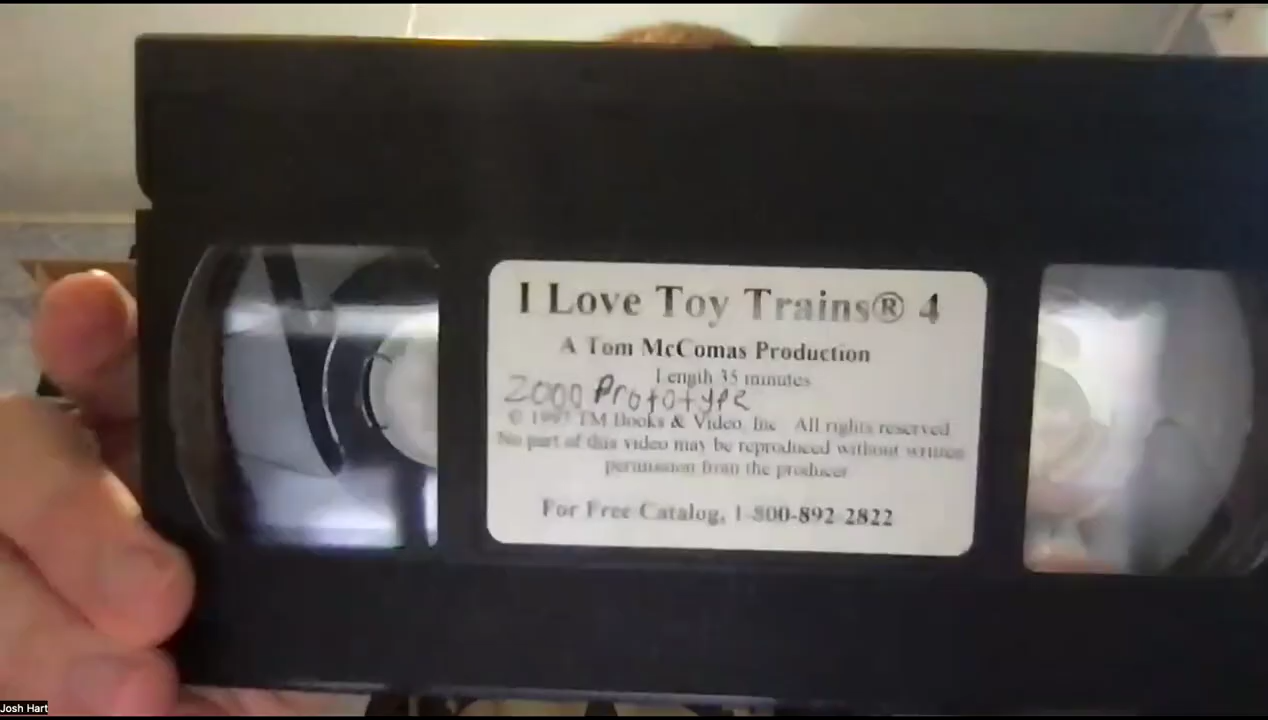 I Love Toy Trains® 4
A Tom McComas Production
Length 35 minutes
2000 Prototype
© 1997 TM Books & Video, Inc. All rights reserved
No part of this video may be reproduced without written
permission from the producer
For Free Catalog, 1-800-892-2822
Josh Hart